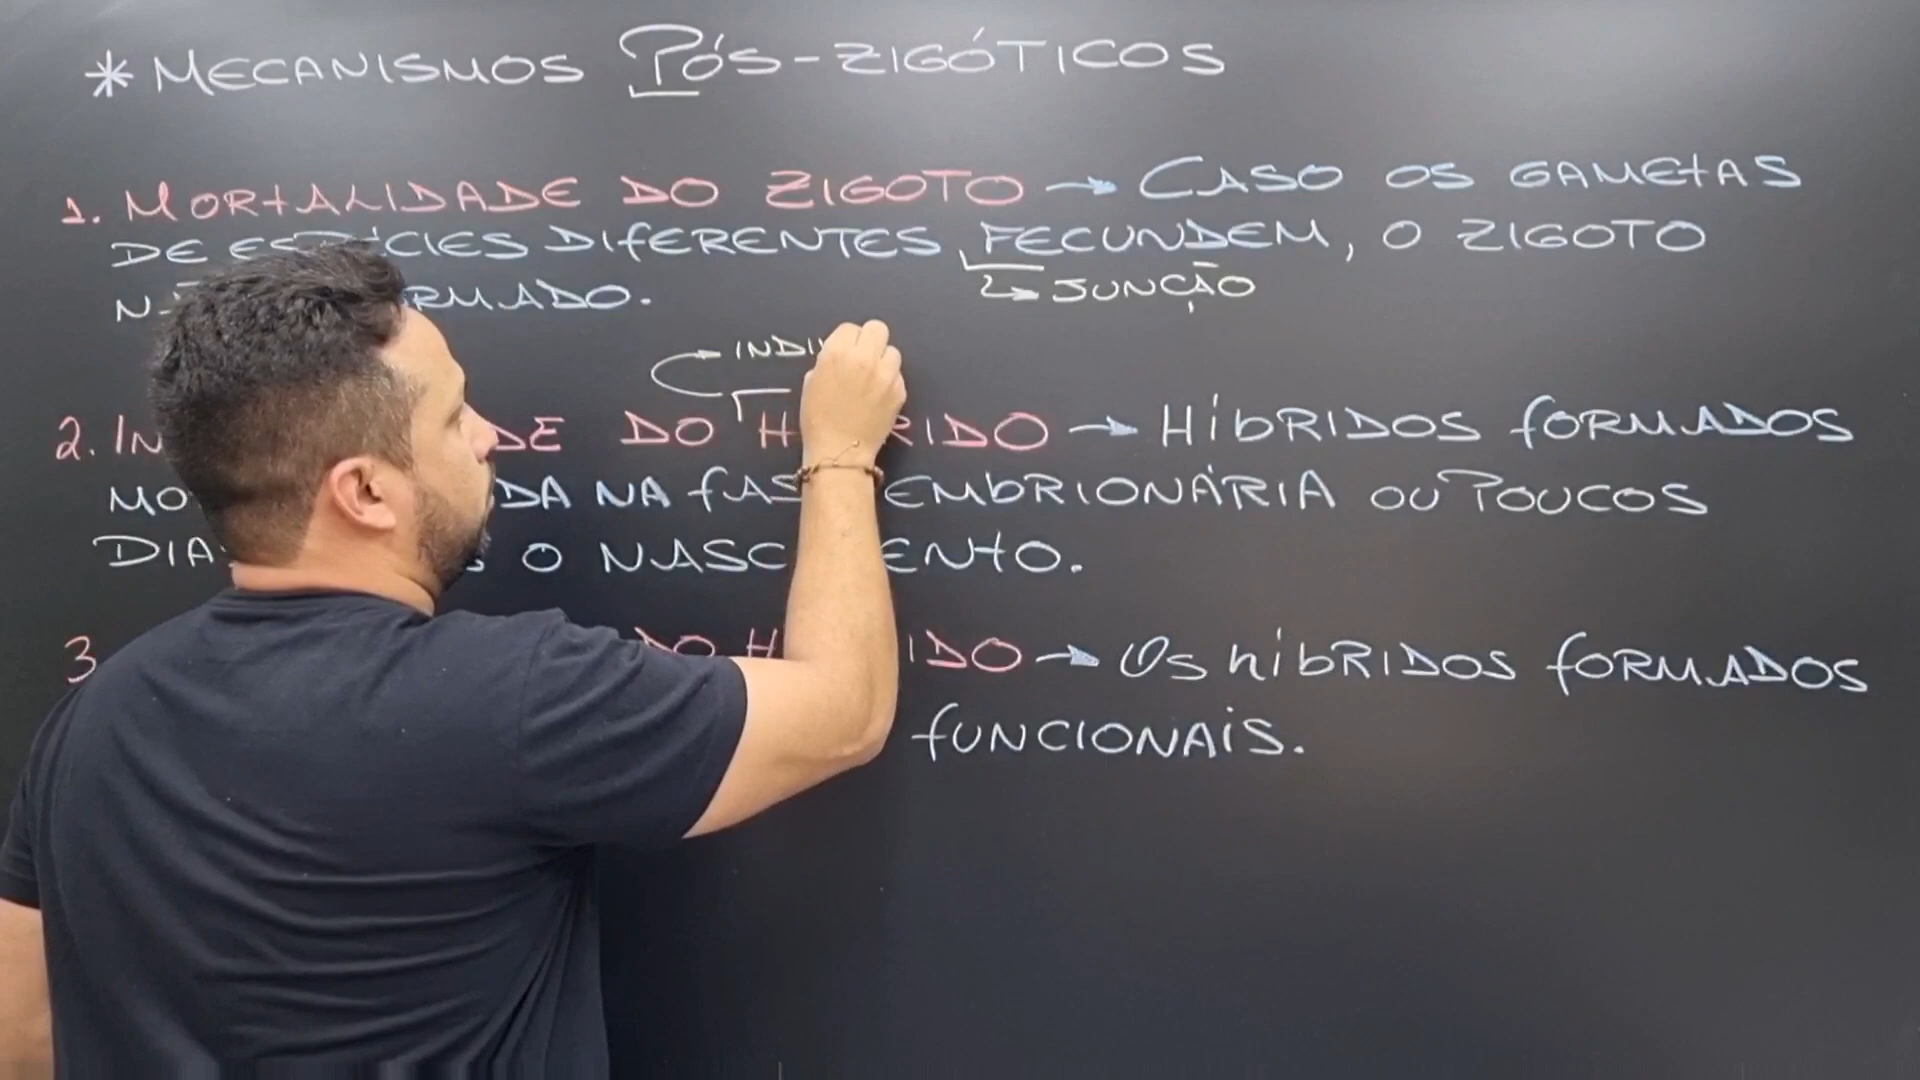 * MECANISMOS PÓS-ZIGÓTICOS
1. MORTALIDADE DO ZIGOTO → CASO OS GAMETAS
DE ESPÉCIES DIFERENTES FECUNDEM, O ZIGOTO
JUNÇÃO
2. DO HÍBRIDO → HÍBRIDOS FORMADOS
NA FASE EMBRIONÁRIA OU POUCOS
O NASCIMENTO.
3 DO HÍBRIDO → OS HÍBRIDOS FORMADOS
FUNCIONAIS.